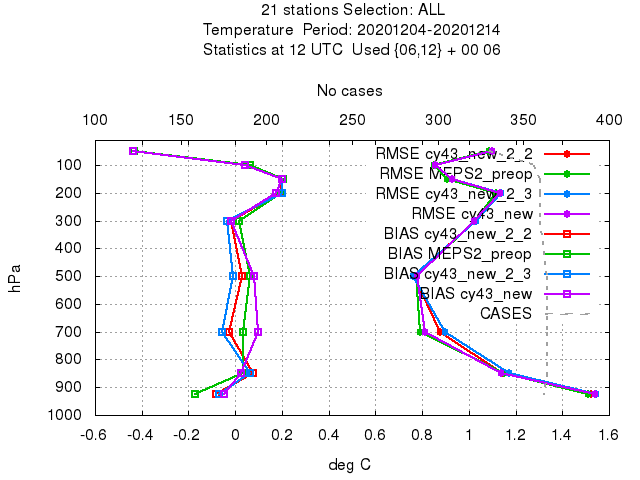 21 stations Selection: ALL
Temperature  Period: 20201204-20201214
Statistics at 12 UTC  Used {06,12} + 00 06
No cases
100 150 200 250 300 350 400
RMSE cy43_new_2_2
RMSE MEPS2_preop
RMSE cy43_new_2_3
RMSE cy43_new
BIAS cy43_new_2_2
BIAS MEPS2_preop
BIAS cy43_new_2_3
BIAS cy43_new
CASES
hPa
100
200
300
400
500
600
700
800
900
1000
-0.6 -0.4 -0.2 0 0.2 0.4 0.6 0.8 1 1.2 1.4 1.6
deg C